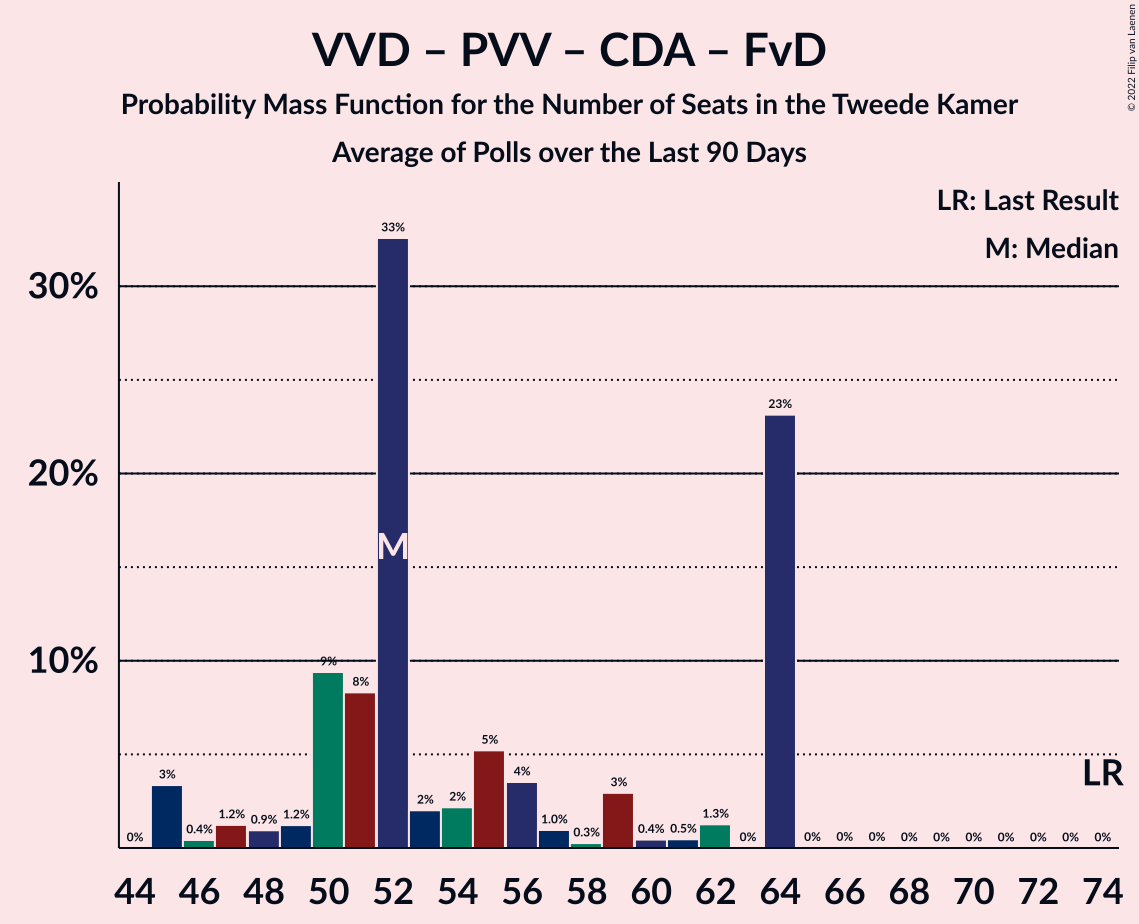 VVD – PVV – CDA – FvD
Probability Mass Function for the Number of Seats in the Tweede Kamer
Average of Polls over the Last 90 Days
© 2022 Filip van Laenen
LR: Last Result
M: Median
30%
20%
10%
0% 3% 0.4% 1.2% 0.9% 1.2% 9% 8% 33% 2% 2% 5% 4% 1.0% 0.3% 3% 0.4% 0.5% 1.3% 0% 23% 0% 0% 0% 0% 0% 0% 0% 0% 0% 0%
M
LR
44 46 48 50 52 54 56 58 60 62 64 66 68 70 72 74